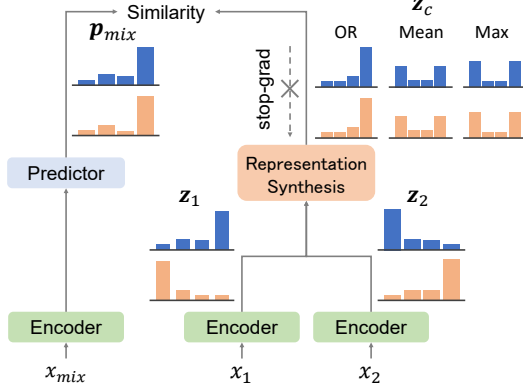 Similarity
z_c
p_mix
OR Mean Max
stop-grad
Predictor
Representation
Synthesis
z_1
z_2
Encoder
Encoder
Encoder
x_mix
x_1
x_2